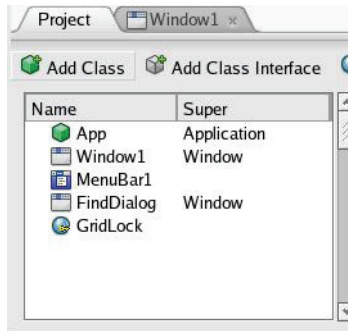 Project Window1 ×
Add Class Add Class Interface
Name Super
App Application
Window1 Window
MenuBar1
FindDialog Window
GridLock